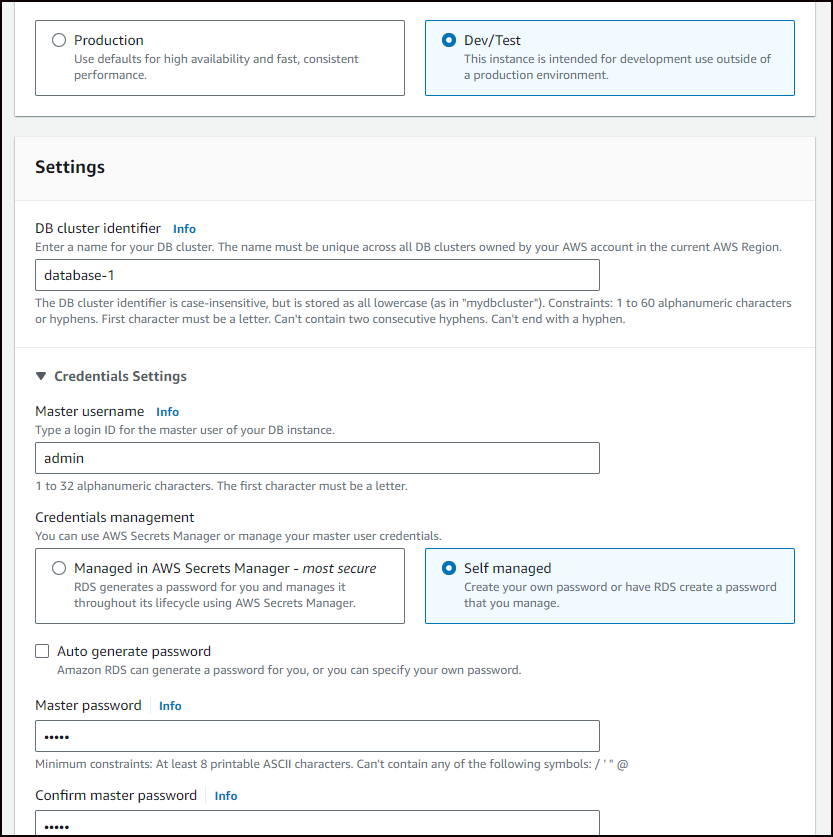 Production
Use defaults for high availability and fast, consistent
performance.
Dev/Test
This instance is intended for development use outside of
a production environment.
Settings
DB cluster identifier Info
Enter a name for your DB cluster. The name must be unique across all DB clusters owned by your AWS account in the current AWS Region.
database-1
The DB cluster identifier is case-insensitive, but is stored as all lowercase (as in "mydbcluster"). Constraints: 1 to 60 alphanumeric characters
or hyphens. First character must be a letter. Can't contain two consecutive hyphens. Can't end with a hyphen.
Credentials Settings
Master username Info
Type a login ID for the master user of your DB instance.
admin
1 to 32 alphanumeric characters. The first character must be a letter.
Credentials management
You can use AWS Secrets Manager or manage your master user credentials.
Managed in AWS Secrets Manager - most secure
RDS generates a password for you and manages it
throughout its lifecycle using AWS Secrets Manager.
Self managed
Create your own password or have RDS create a password
that you manage.
Auto generate password
Amazon RDS can generate a password for you, or you can specify your own password.
Master password Info
•••••
Minimum constraints: At least 8 printable ASCII characters. Can't contain any of the following symbols: / ' " @
Confirm master password Info
•••••